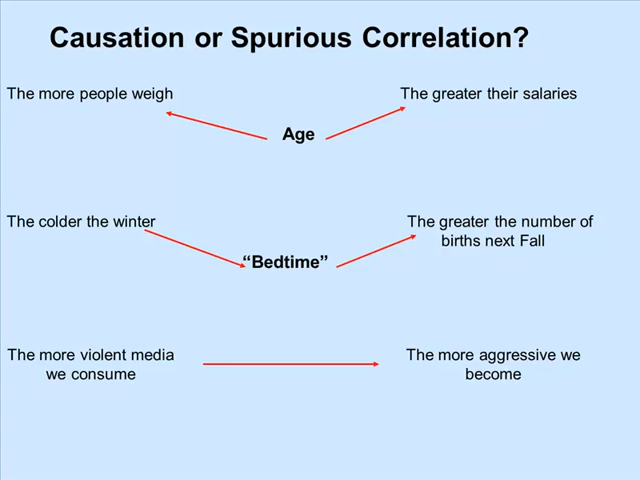 Causation or Spurious Correlation?
The more people weigh
The greater their salaries
Age
The colder the winter
The greater the number of
births next Fall
“Bedtime”
The more violent media
we consume
The more aggressive we
become